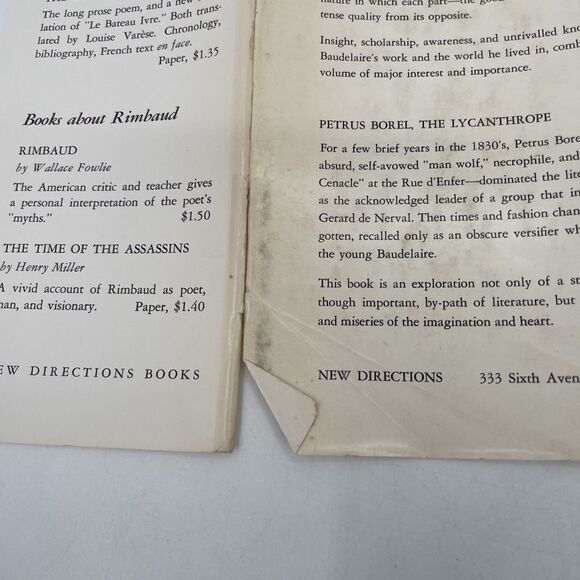 The long prose poem, and a new
lation of "Le Bateau Ivre." Both trans-
lated by Louise Varèse. Chronology,
bibliography, French text en face.
Paper, $1.35
Books about Rimbaud
RIMBAUD
by Wallace Fowlie
The American critic and teacher gives
a personal interpretation of the poet's
"myths." $1.50
THE TIME OF THE ASSASSINS
by Henry Miller
A vivid account of Rimbaud as poet,
man, and visionary. Paper, $1.40
EW DIRECTIONS BOOKS
nature in which each part—the good
tense quality from its opposite.
Insight, scholarship, awareness, and unrivalled kno
Baudelaire's work and the world he lived in, comb
volume of major interest and importance.
PETRUS BOREL, THE LYCANTHROPE
For a few brief years in the 1830's, Petrus Bore
absurd, self-avowed "man wolf," necrophile, and
Cenacle" at the Rue d'Enfer—dominated the lite
as the acknowledged leader of a group that in
Gerard de Nerval. Then times and fashion chan
gotten, recalled only as an obscure versifier wh
the young Baudelaire.
This book is an exploration not only of a st
though important, by-path of literature, but
and miseries of the imagination and heart.
NEW DIRECTIONS 333 Sixth Aven